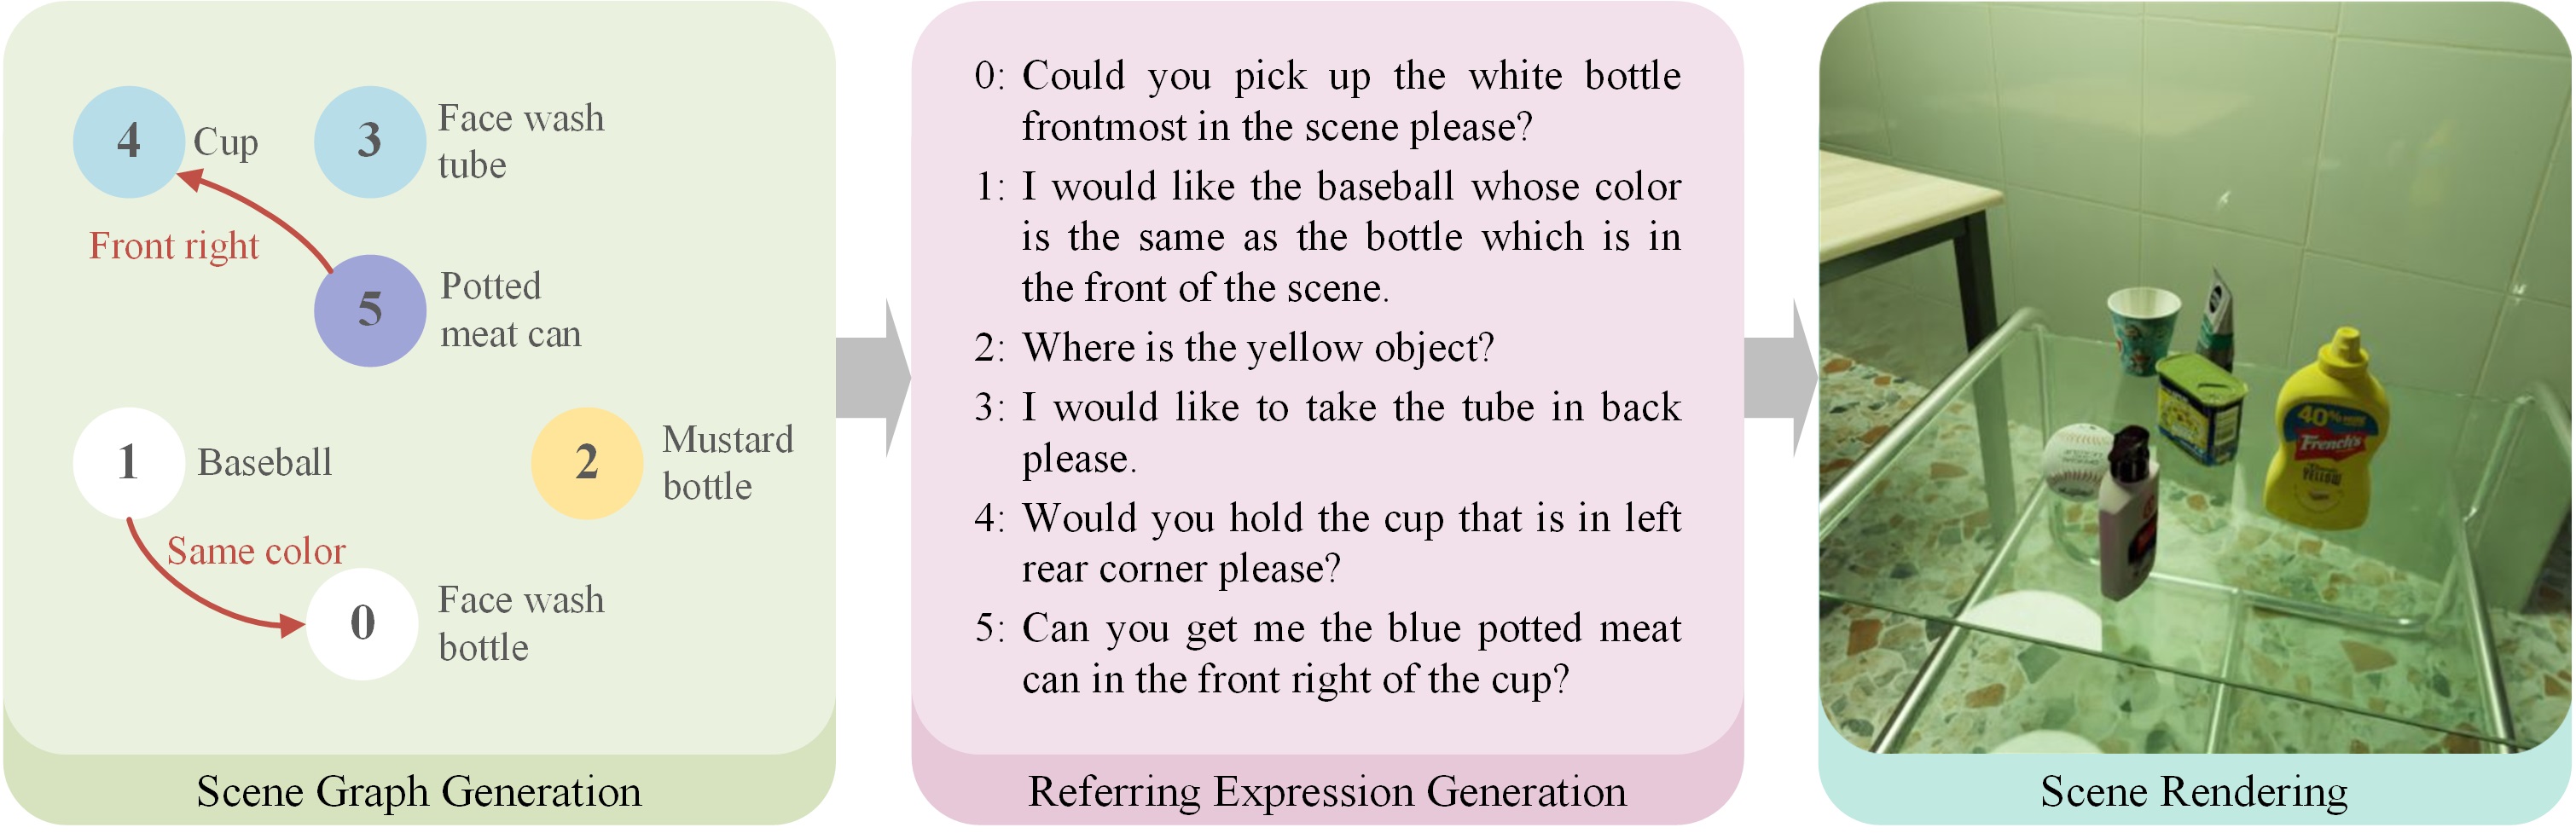 4
Cup
3
Face wash
tube
Front right
5
Potted
meat can
1
Baseball
2
Mustard
bottle
Same color
0
Face wash
bottle
Scene Graph Generation
0: Could you pick up the white bottle
frontmost in the scene please?
1: I would like the baseball whose color
is the same as the bottle which is in
the front of the scene.
2: Where is the yellow object?
3: I would like to take the tube in back
please.
4: Would you hold the cup that is in left
rear corner please?
5: Can you get me the blue potted meat
can in the front right of the cup?
Referring Expression Generation
40%
French's
YELLOW
Scene Rendering